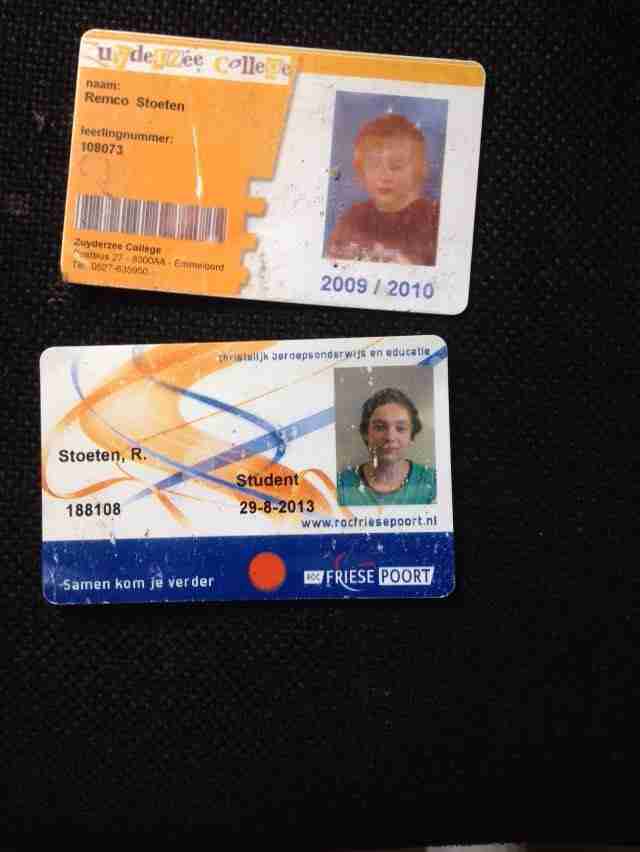 uyderzée college
naam:
Remco Stoeten
leerlingnummer:
108073
Zuyderzee College
Postbus 27 - 8300AA - Emmeloord
Tel. 0527-635950
2009 / 2010
christelijk beroepsonderwijs en educatie
Stoeten, R.
Student
188108
29-8-2013
www.rocfriesepoort.nl
Samen kom je verder
ROC FRIESE POORT